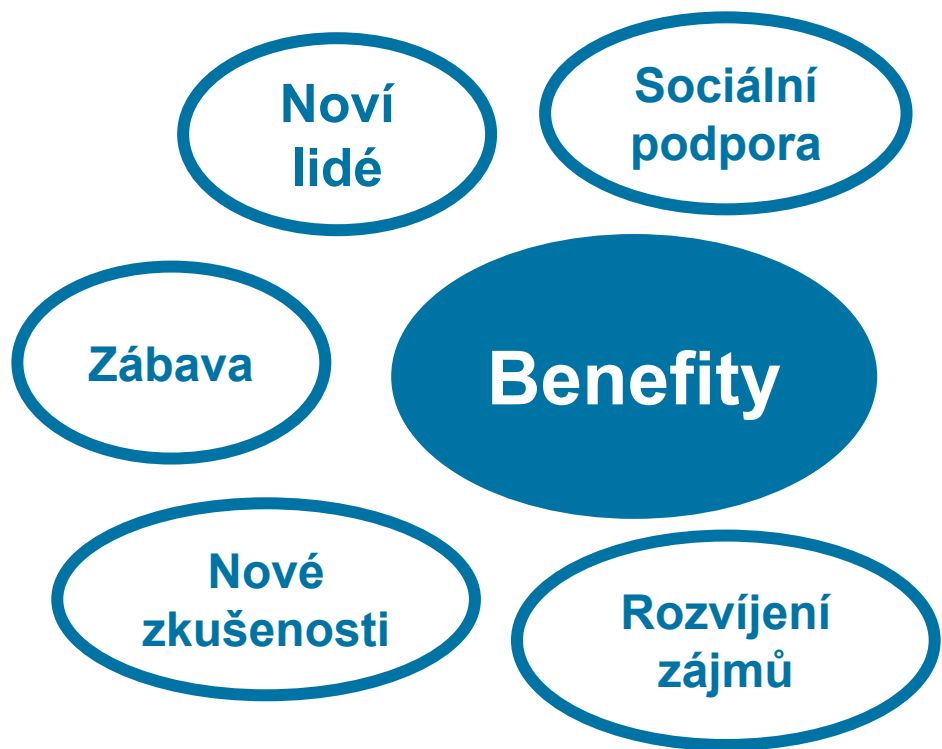 Noví
lidé
Sociální
podpora
Zábava
Benefity
Nové
zkušenosti
Rozvíjení
zájmů